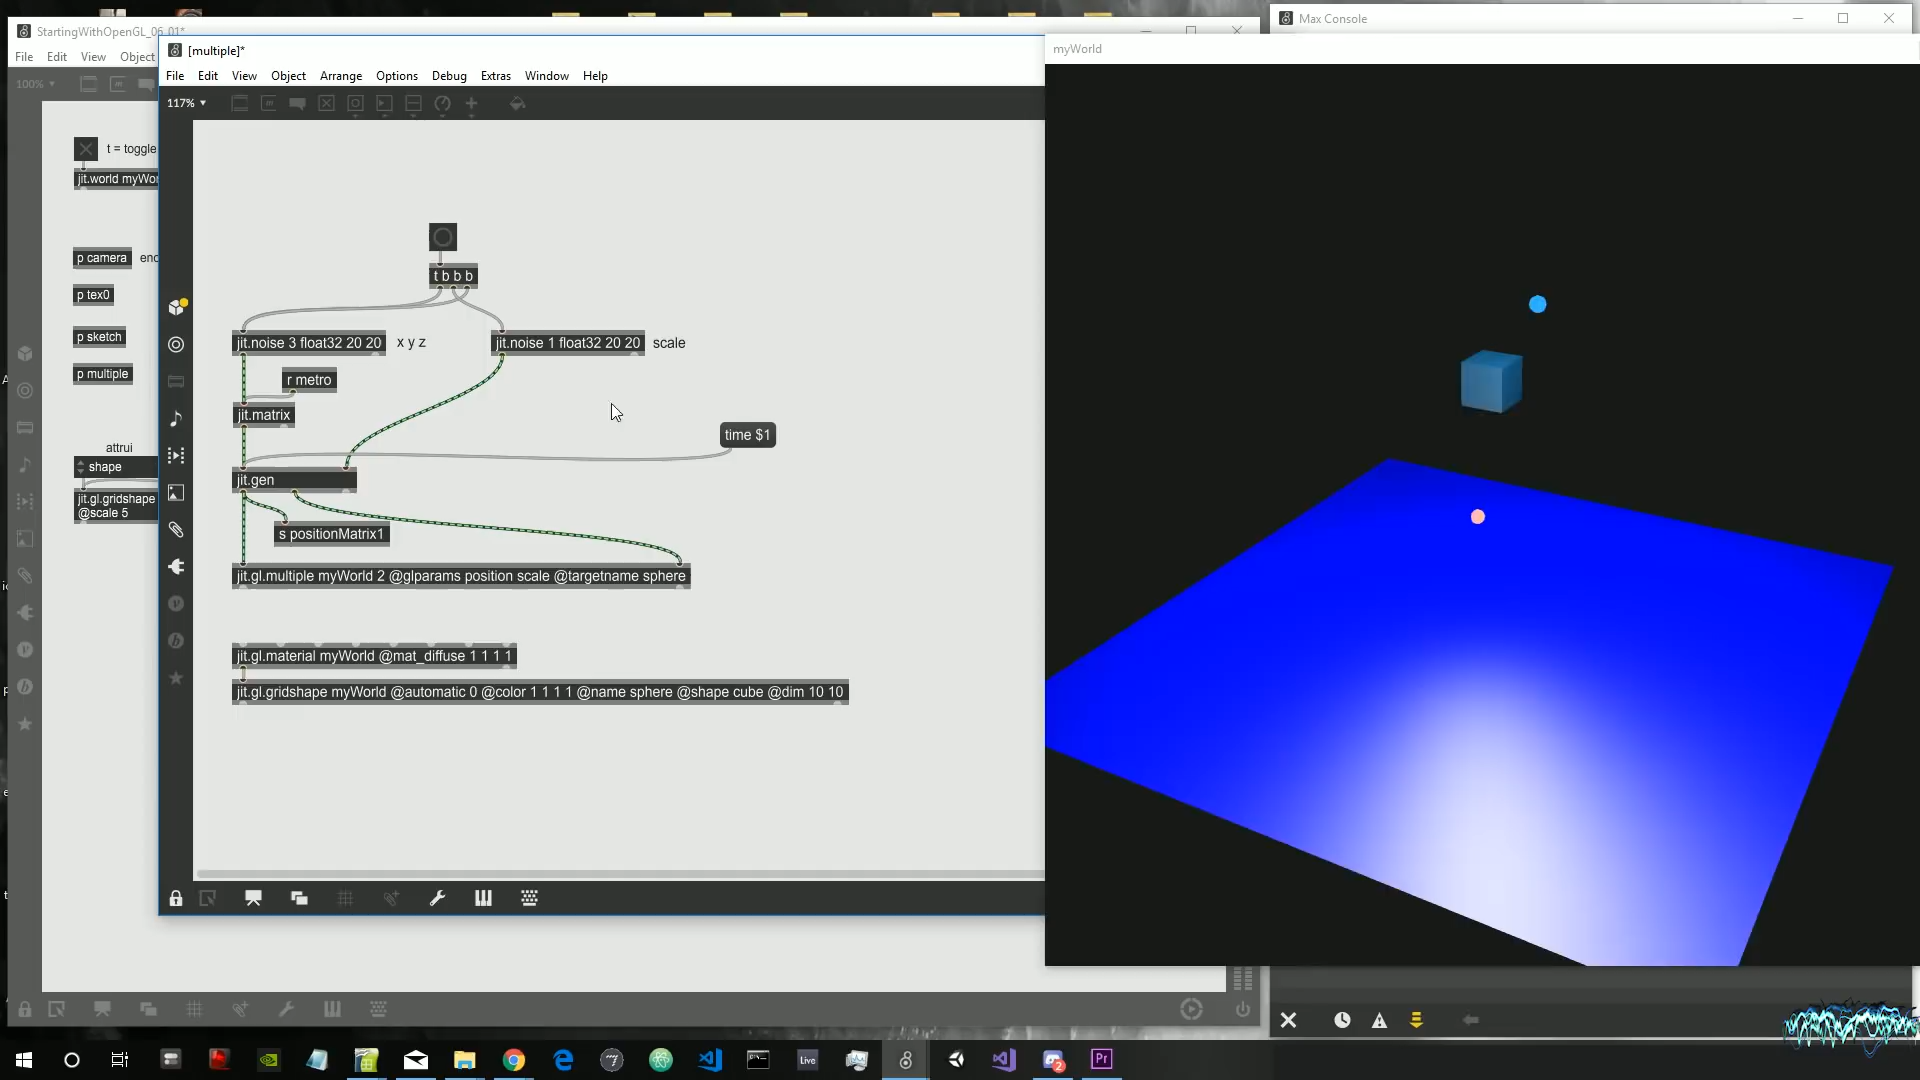 StartingWithOpenGL_06_01*
File Edit View Object
100%
t = toggle
jit.world myWor
p camera
p tex0
p sketch
p multiple
attrui
shape
jit.gl.gridshape
@scale 5
[multiple]*
File Edit View Object Arrange Options Debug Extras Window Help
117%
t b b b
jit.noise 3 float32 20 20 x y z
jit.noise 1 float32 20 20 scale
r metro
jit.matrix
time $1
jit.gen
s positionMatrix1
jit.gl.multiple myWorld 2 @glparams position scale @targetname sphere
jit.gl.material myWorld @mat_diffuse 1 1 1 1
jit.gl.gridshape myWorld @automatic 0 @color 1 1 1 1 @name sphere @shape cube @dim 10 10
Max Console
myWorld
Live
2
Pr